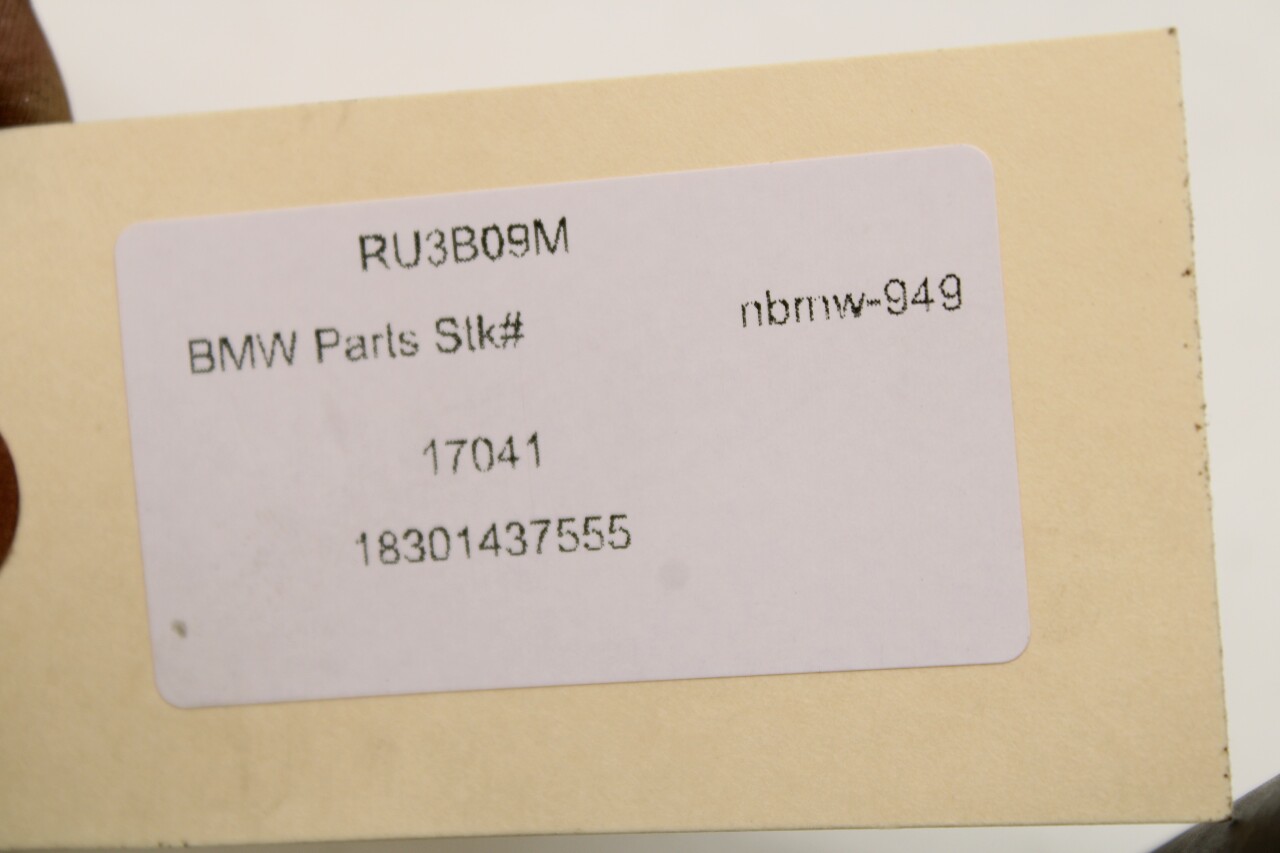 RU3B09M
nbmw-949
BMW Parts Stk#
17041
18301437555